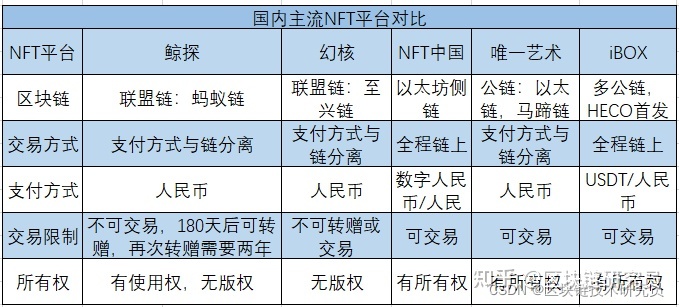 国内主流NFT平台对比
NFT平台 鲸探 幻核 NFT中国 唯一艺术 iBOX
区块链 联盟链：蚂蚁链 联盟链：至 以太坊侧 公链：以太 多公链，
兴链 链 链，马蹄链 HECO首发
交易方式 支付方式与链分离 支付方式与 全程链上 支付方式与 全程链上
链分离 链分离
支付方式 人民币 人民币 数字人民 人民币 USDT/人民
币/人民 币
交易限制 不可交易，180天后可转 不可转赠或 可交易 可交易 可交易
赠，再次转赠需要两年 交易
所有权 有使用权，无版权 无版权 有所有权 有所有权 有所有权
CSDN @区块链技术研究员